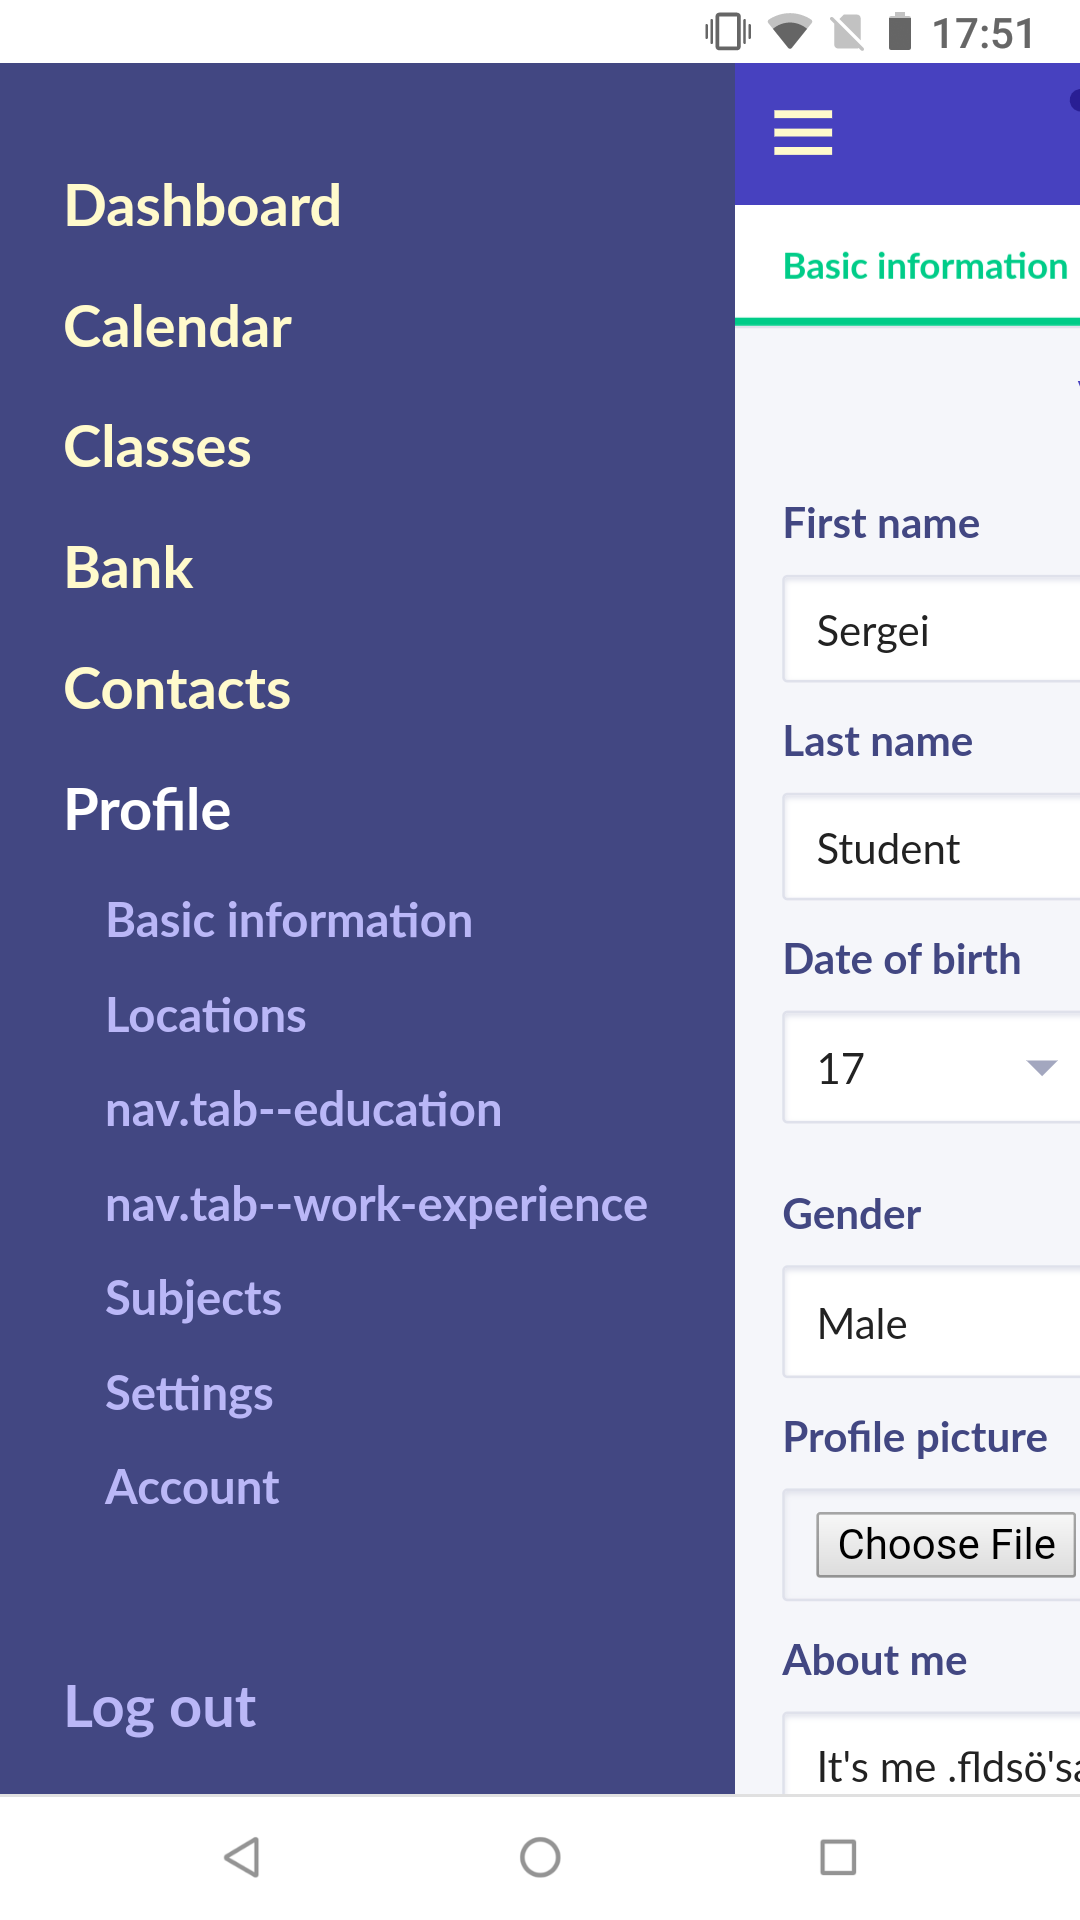 17:51
Dashboard
Calendar
Classes
Bank
Contacts
Profile
Basic information
Locations
nav.tab--education
nav.tab--work-experience
Subjects
Settings
Account
Log out
Basic information
First name
Sergei
Last name
Student
Date of birth
17
Gender
Male
Profile picture
Choose File
About me
It's me .fldsö'sa